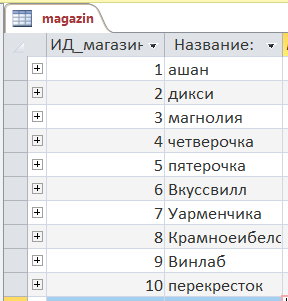 magazin
ИД_магазин Название:
1 ашан
2 дикси
3 магнолия
4 четверочка
5 пятерочка
6 Вкуссвилл
7 Уарменчика
8 Крамноеибело
9 Винлаб
10 перекресток